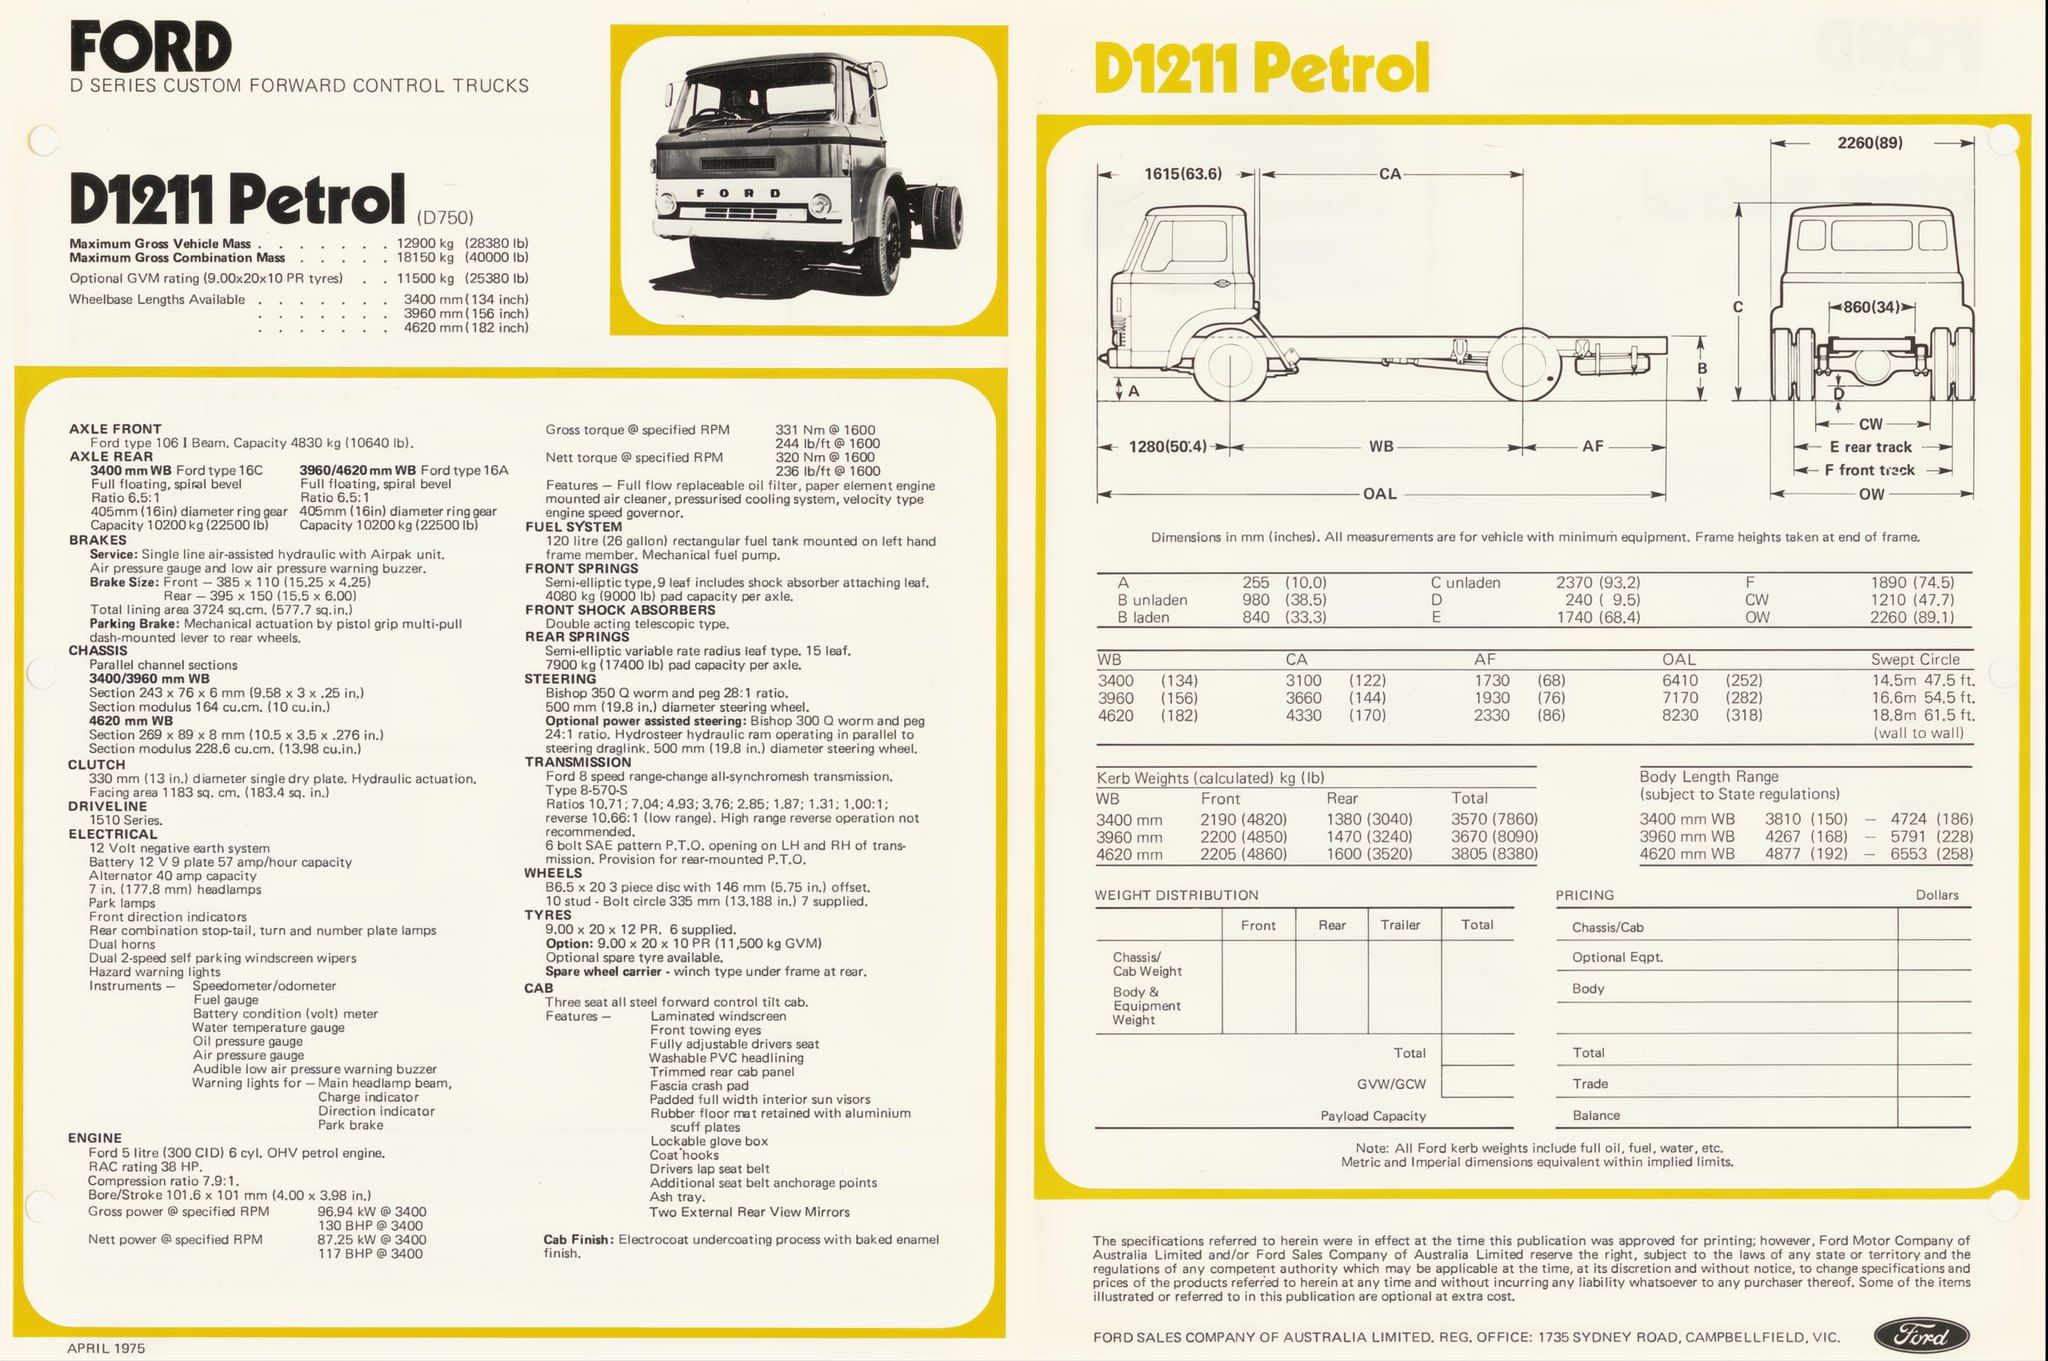 FORD
D SERIES CUSTOM FORWARD CONTROL TRUCKS
D1211 Petrol (D750)
Maximum Gross Vehicle Mass . . . . . . . 12900 kg (28380 lb)
Maximum Gross Combination Mass . . . . . 18150 kg (40000 lb)
Optional GVM rating (9.00x20x10 PR tyres) . . 11500 kg (25380 lb)
Wheelbase Lengths Available . . . . . . . 3400 mm (134 inch)
. . . . . . . 3960 mm (156 inch)
. . . . . . . 4620 mm (182 inch)
FORD
AXLE FRONT
Ford type 106 I Beam. Capacity 4830 kg (10640 lb).
AXLE REAR
3400 mm WB Ford type 16C 3960/4620 mm WB Ford type 16A
Full floating, spiral bevel Full floating, spiral bevel
Ratio 6.5:1 Ratio 6.5:1
405mm (16in) diameter ring gear 405mm (16in) diameter ring gear
Capacity 10200 kg (22500 lb) Capacity 10200 kg (22500 lb)
BRAKES
Service: Single line air-assisted hydraulic with Airpak unit.
Air pressure gauge and low air pressure warning buzzer.
Brake Size: Front — 385 x 110 (15.25 x 4.25)
Rear — 395 x 150 (15.5 x 6.00)
Total lining area 3724 sq.cm. (577.7 sq.in.)
Parking Brake: Mechanical actuation by pistol grip multi-pull
dash-mounted lever to rear wheels.
CHASSIS
Parallel channel sections
3400/3960 mm WB
Section 243 x 76 x 6 mm (9.58 x 3 x .25 in.)
Section modulus 164 cu.cm. (10 cu.in.)
4620 mm WB
Section 269 x 89 x 8 mm (10.5 x 3.5 x .276 in.)
Section modulus 228.6 cu.cm. (13.98 cu.in.)
CLUTCH
330 mm (13 in.) diameter single dry plate. Hydraulic actuation.
Facing area 1183 sq. cm. (183.4 sq. in.)
DRIVELINE
1510 Series.
ELECTRICAL
12 Volt negative earth system
Battery 12 V 9 plate 57 amp/hour capacity
Alternator 40 amp capacity
7 in. (177.8 mm) headlamps
Park lamps
Front direction indicators
Rear combination stop-tail, turn and number plate lamps
Dual horns
Dual 2-speed self parking windscreen wipers
Hazard warning lights
Instruments — Speedometer/odometer
Fuel gauge
Battery condition (volt) meter
Water temperature gauge
Oil pressure gauge
Air pressure gauge
Audible low air pressure warning buzzer
Warning lights for — Main headlamp beam,
Charge indicator
Direction indicator
Park brake
ENGINE
Ford 5 litre (300 CID) 6 cyl. OHV petrol engine.
RAC rating 38 HP.
Compression ratio 7.9:1.
Bore/Stroke 101.6 x 101 mm (4.00 x 3.98 in.)
Gross power @ specified RPM 96.94 kW @ 3400
130 BHP @ 3400
Nett power @ specified RPM 87.25 kW @ 3400
117 BHP @ 3400
Gross torque @ specified RPM 331 Nm @ 1600
244 lb/ft @ 1600
Nett torque @ specified RPM 320 Nm @ 1600
236 lb/ft @ 1600
Features — Full flow replaceable oil filter, paper element engine
mounted air cleaner, pressurised cooling system, velocity type
engine speed governor.
FUEL SYSTEM
120 litre (26 gallon) rectangular fuel tank mounted on left hand
frame member. Mechanical fuel pump.
FRONT SPRINGS
Semi-elliptic type, 9 leaf includes shock absorber attaching leaf.
4080 kg (9000 lb) pad capacity per axle.
FRONT SHOCK ABSORBERS
Double acting telescopic type.
REAR SPRINGS
Semi-elliptic variable rate radius leaf type. 15 leaf.
7900 kg (17400 lb) pad capacity per axle.
STEERING
Bishop 350 Q worm and peg 28:1 ratio.
500 mm (19.8 in.) diameter steering wheel.
Optional power assisted steering: Bishop 300 Q worm and peg
24:1 ratio. Hydrosteer hydraulic ram operating in parallel to
steering draglink. 500 mm (19.8 in.) diameter steering wheel.
TRANSMISSION
Ford 8 speed range-change all-synchromesh transmission.
Type 8-570-S
Ratios 10.71; 7.04; 4.93; 3.76; 2.85; 1.87; 1.31; 1.00:1;
reverse 10.66:1 (low range). High range reverse operation not
recommended.
6 bolt SAE pattern P.T.O. opening on LH and RH of trans-
mission. Provision for rear-mounted P.T.O.
WHEELS
B6.5 x 20 3 piece disc with 146 mm (5.75 in.) offset.
10 stud - Bolt circle 335 mm (13.188 in.) 7 supplied.
TYRES
9.00 x 20 x 12 PR. 6 supplied.
Option: 9.00 x 20 x 10 PR (11,500 kg GVM)
Optional spare tyre available.
Spare wheel carrier - winch type under frame at rear.
CAB
Three seat all steel forward control tilt cab.
Features — Laminated windscreen
Front towing eyes
Fully adjustable drivers seat
Washable PVC headlining
Trimmed rear cab panel
Fascia crash pad
Padded full width interior sun visors
Rubber floor mat retained with aluminium
scuff plates
Lockable glove box
Coat hooks
Drivers lap seat belt
Additional seat belt anchorage points
Ash tray.
Two External Rear View Mirrors
Cab Finish: Electrocoat undercoating process with baked enamel
finish.
APRIL 1975
D1211 Petrol
1615(63.6) CA 2260(89)
C 860(34)
B
A D
CW
1280(50.4) WB AF E rear track
F front track
OAL OW
Dimensions in mm (inches). All measurements are for vehicle with minimum equipment. Frame heights taken at end of frame.
A 255 (10.0) C unladen 2370 (93.2) F 1890 (74.5)
B unladen 980 (38.5) D 240 ( 9.5) CW 1210 (47.7)
B laden 840 (33.3) E 1740 (68.4) OW 2260 (89.1)
WB CA AF OAL Swept Circle
3400 (134) 3100 (122) 1730 (68) 6410 (252) 14.5m 47.5 ft.
3960 (156) 3660 (144) 1930 (76) 7170 (282) 16.6m 54.5 ft.
4620 (182) 4330 (170) 2330 (86) 8230 (318) 18.8m 61.5 ft.
(wall to wall)
Kerb Weights (calculated) kg (lb)
WB Front Rear Total
3400 mm 2190 (4820) 1380 (3040) 3570 (7860)
3960 mm 2200 (4850) 1470 (3240) 3670 (8090)
4620 mm 2205 (4860) 1600 (3520) 3805 (8380)
Body Length Range
(subject to State regulations)
3400 mm WB 3810 (150) — 4724 (186)
3960 mm WB 4267 (168) — 5791 (228)
4620 mm WB 4877 (192) — 6553 (258)
WEIGHT DISTRIBUTION
Front Rear Trailer Total
Chassis/
Cab Weight
Body &
Equipment
Weight
Total
GVW/GCW
Payload Capacity
PRICING Dollars
Chassis/Cab
Optional Eqpt.
Body
Total
Trade
Balance
Note: All Ford kerb weights include full oil, fuel, water, etc.
Metric and Imperial dimensions equivalent within implied limits.
The specifications referred to herein were in effect at the time this publication was approved for printing; however, Ford Motor Company of
Australia Limited and/or Ford Sales Company of Australia Limited reserve the right, subject to the laws of any state or territory and the
regulations of any competent authority which may be applicable at the time, at its discretion and without notice, to change specifications and
prices of the products referred to herein at any time and without incurring any liability whatsoever to any purchaser thereof. Some of the items
illustrated or referred to in this publication are optional at extra cost.
FORD SALES COMPANY OF AUSTRALIA LIMITED. REG. OFFICE: 1735 SYDNEY ROAD, CAMPBELLFIELD, VIC.
Ford